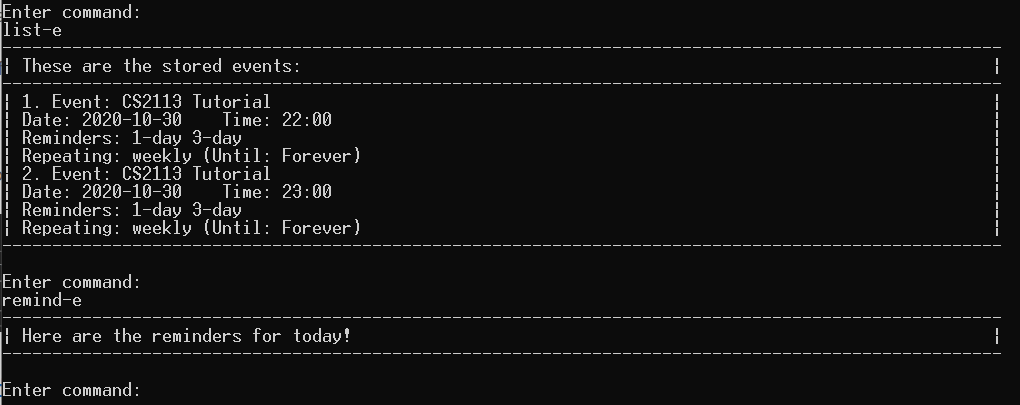 Enter command:
list-e
----------------------------------------------------------------------------------------------------
| These are the stored events: |
----------------------------------------------------------------------------------------------------
| 1. Event: CS2113 Tutorial |
| Date: 2020-10-30    Time: 22:00 |
| Reminders: 1-day 3-day |
| Repeating: weekly (Until: Forever) |
| 2. Event: CS2113 Tutorial |
| Date: 2020-10-30    Time: 23:00 |
| Reminders: 1-day 3-day |
| Repeating: weekly (Until: Forever) |
----------------------------------------------------------------------------------------------------
Enter command:
remind-e
----------------------------------------------------------------------------------------------------
| Here are the reminders for today! |
----------------------------------------------------------------------------------------------------
Enter command: